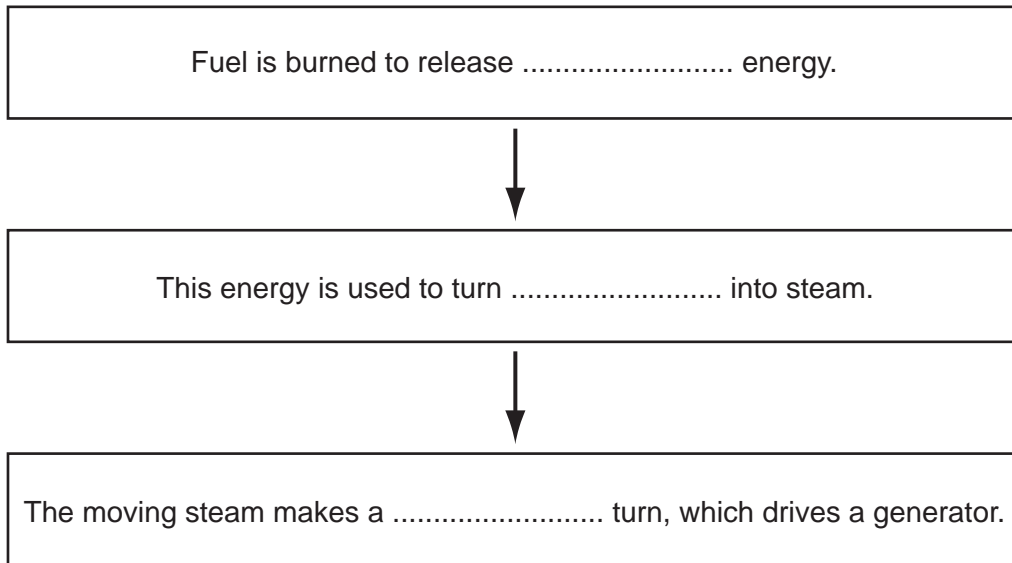 Fuel is burned to release .......................... energy.
This energy is used to turn .......................... into steam.
The moving steam makes a .......................... turn, which drives a generator.